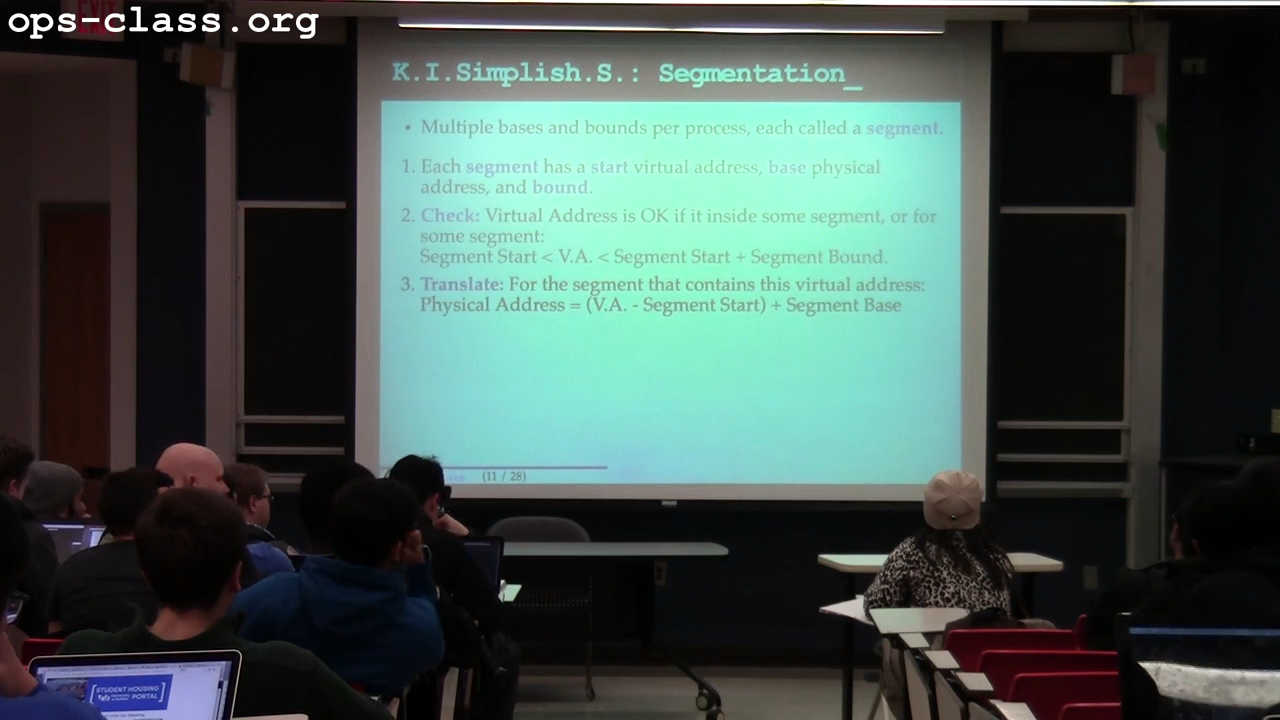 ops-class.org
EXIT
K.I.Simplish.S.: Segmentation_
• Multiple bases and bounds per process, each called a segment.
1. Each segment has a start virtual address, base physical
address, and bound.
2. Check: Virtual Address is OK if it inside some segment, or for
some segment:
Segment Start < V.A. < Segment Start + Segment Bound.
3. Translate: For the segment that contains this virtual address:
Physical Address = (V.A. - Segment Start) + Segment Base
(11 / 28)
STUDENT HOUSING
PORTAL